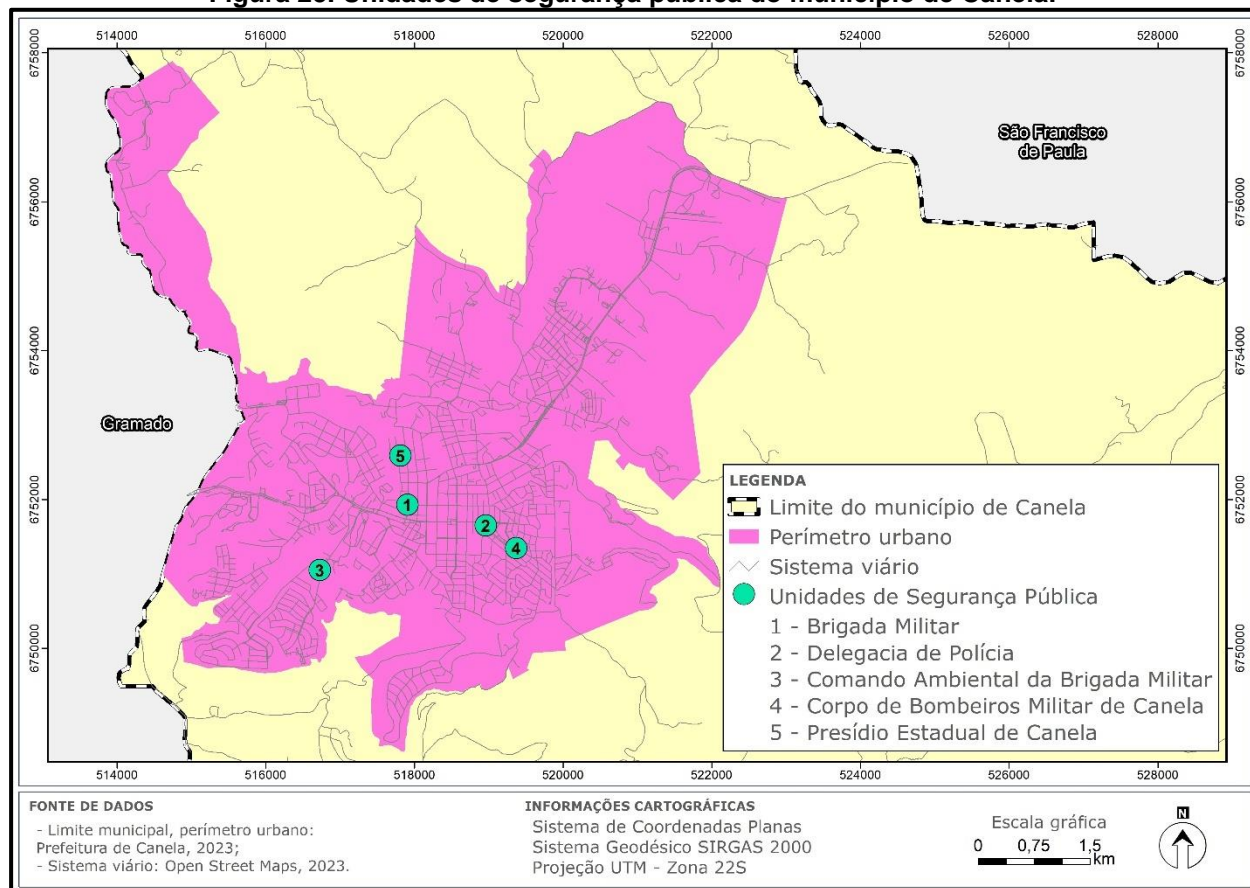 Figura 20. Unidades de segurança pública do município de Canela.
514000 516000 518000 520000 522000 524000 526000 528000
6758000
6758000
São Francisco
de Paula
6756000
6756000
6754000
6754000
Gramado
5
1
2
4
3
6752000
6752000
6750000
6750000
LEGENDA
Limite do município de Canela
Perímetro urbano
Sistema viário
Unidades de Segurança Pública
1 - Brigada Militar
2 - Delegacia de Polícia
3 - Comando Ambiental da Brigada Militar
4 - Corpo de Bombeiros Militar de Canela
5 - Presídio Estadual de Canela
514000 516000 518000 520000 522000 524000 526000 528000
FONTE DE DADOS
- Limite municipal, perímetro urbano:
Prefeitura de Canela, 2023;
- Sistema viário: Open Street Maps, 2023.
INFORMAÇÕES CARTOGRÁFICAS
Sistema de Coordenadas Planas
Sistema Geodésico SIRGAS 2000
Projeção UTM - Zona 22S
Escala gráfica
0 0,75 1,5
km
N